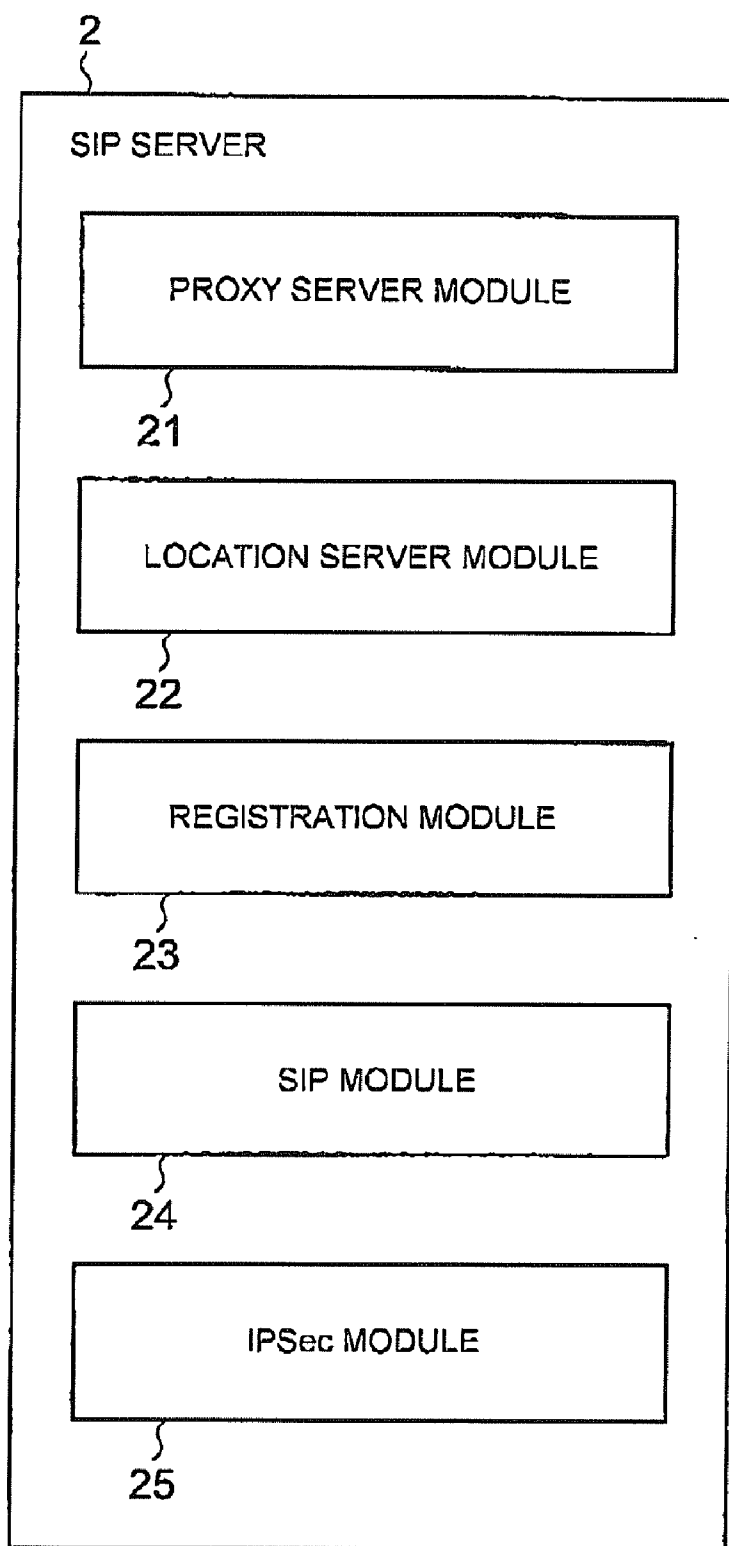 2
SIP SERVER
PROXY SERVER MODULE
21
LOCATION SERVER MODULE
22
REGISTRATION MODULE
23
SIP MODULE
24
IPSec MODULE
25